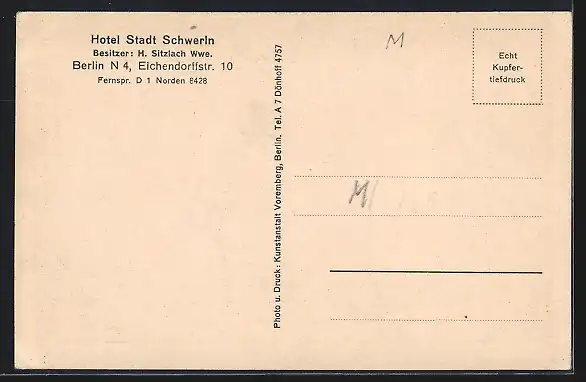 Hotel Stadt Schwerin
Besitzer: H. Sitzlach Wwe.
Berlin N 4, Eichendorffstr. 10
Fernspr. D 1 Norden 8428
Photo u. Druck: Kunstanstalt Voremberg, Berlin. Tel. A 7 Dönhoff 4757
M
Echt
Kupfer-
tiefdruck
M